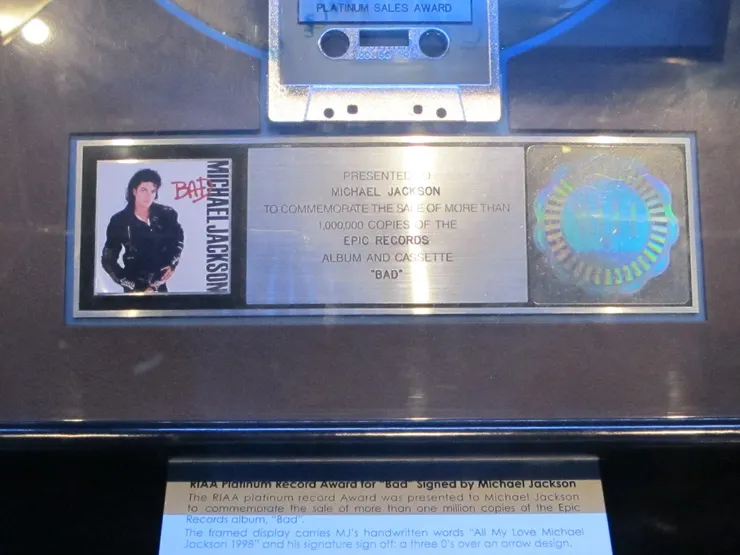 PLATINUM SALES AWARD
BAD
MICHAEL JACKSON
PRESENTED TO
MICHAEL JACKSON
TO COMMEMORATE THE SALE OF MORE THAN
1,000,000 COPIES OF THE
EPIC RECORDS
ALBUM AND CASSETTE
"BAD"
RIAA Platinum Record Award for "Bad" Signed by Michael Jackson
The RIAA platinum record Award was presented to Michael Jackson
to commemorate the sale of more than one million copies of the Epic
Records album, "Bad".
The framed display carries MJ's handwritten words "All My Love Michael
Jackson 1998" and his signature sign off: a three 0's over an arrow design.